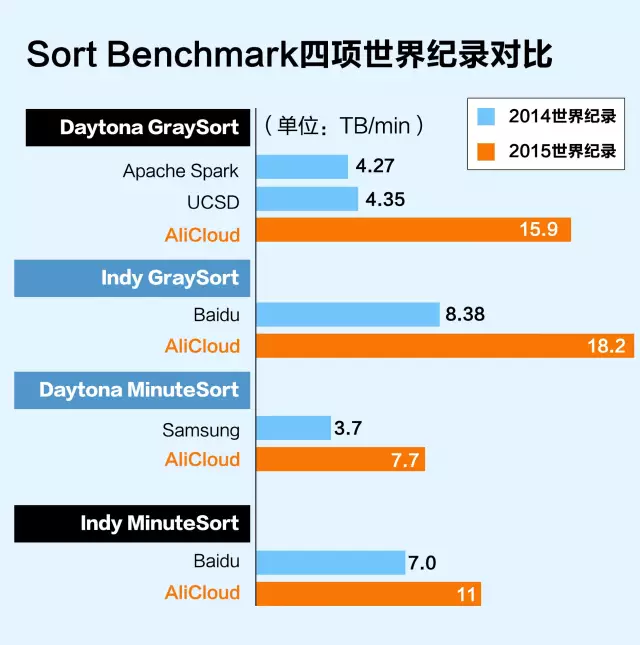 Sort Benchmark四项世界纪录对比
Daytona GraySort
（单位：TB/min）
2014世界纪录
2015世界纪录
Apache Spark 4.27
UCSD 4.35
AliCloud 15.9
Indy GraySort
Baidu 8.38
AliCloud 18.2
Daytona MinuteSort
Samsung 3.7
AliCloud 7.7
Indy MinuteSort
Baidu 7.0
AliCloud 11